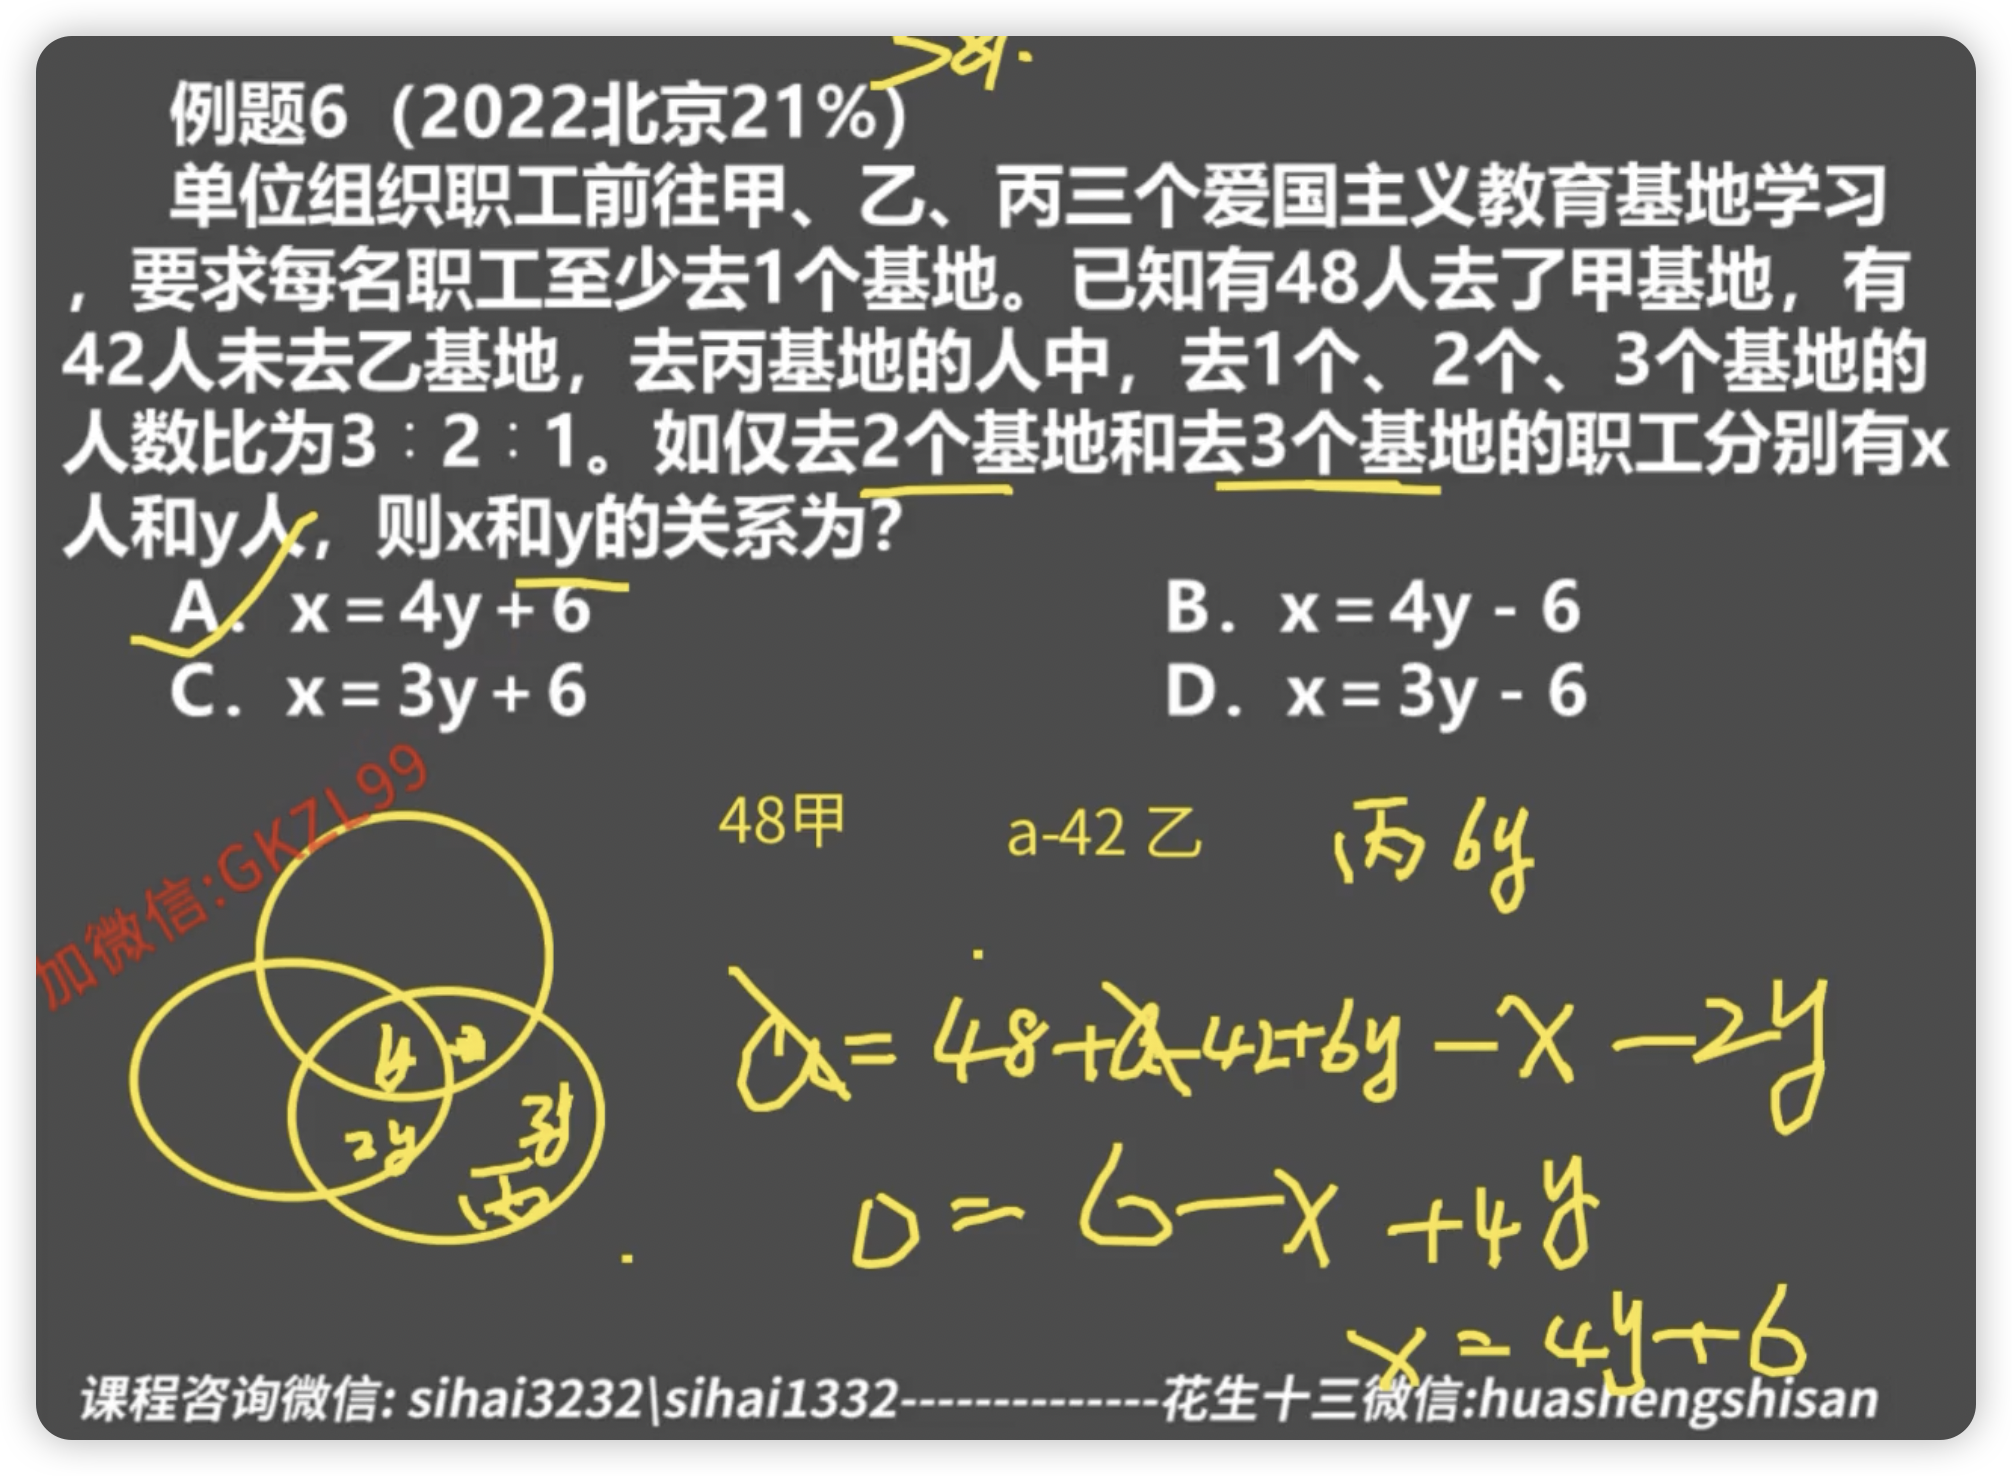 例题6（2022北京21%）
单位组织职工前往甲、乙、丙三个爱国主义教育基地学习
，要求每名职工至少去1个基地。已知有48人去了甲基地，有
42人未去乙基地，去丙基地的人中，去1个、2个、3个基地的
人数比为3：2：1。如仅去2个基地和去3个基地的职工分别有x
人和y人，则x和y的关系为？
A. x=4y+6 B. x=4y-6
C. x=3y+6 D. x=3y-6
加微信:GKZL99
48甲 a-42 乙 丙 6y
y
2y 3y
丙
a=48+a-42+6y-x-2y
0=6-x+4y
x=4y+6
课程咨询微信: sihai3232\sihai1332--------------花生十三微信:huashengshisan